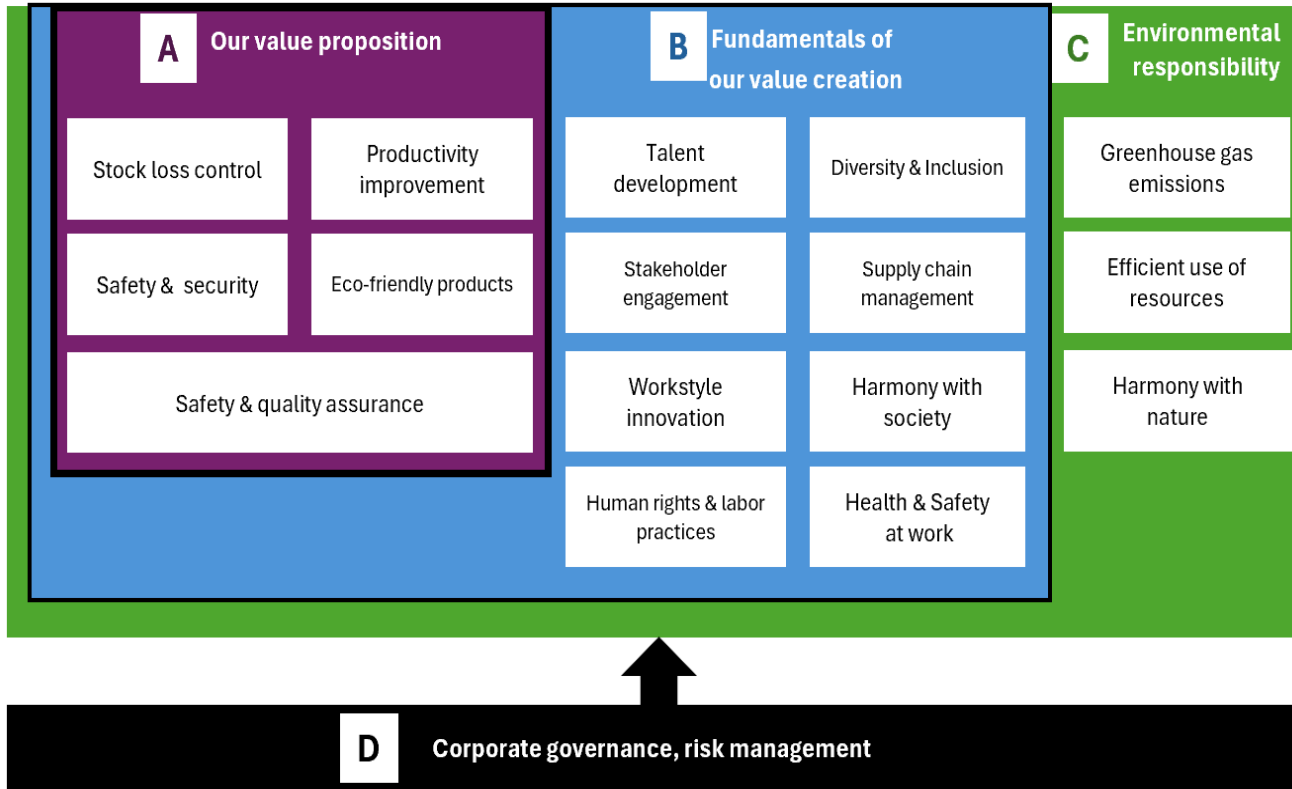 A
Our value proposition
Stock loss control
Productivity
improvement
Safety & security
Eco-friendly products
Safety & quality assurance
B
Fundamentals of
our value creation
Talent
development
Diversity & Inclusion
Stakeholder
engagement
Supply chain
management
Workstyle
innovation
Harmony with
society
Human rights & labor
practices
Health & Safety
at work
C
Environmental
responsibility
Greenhouse gas
emissions
Efficient use of
resources
Harmony with
nature
D
Corporate governance, risk management